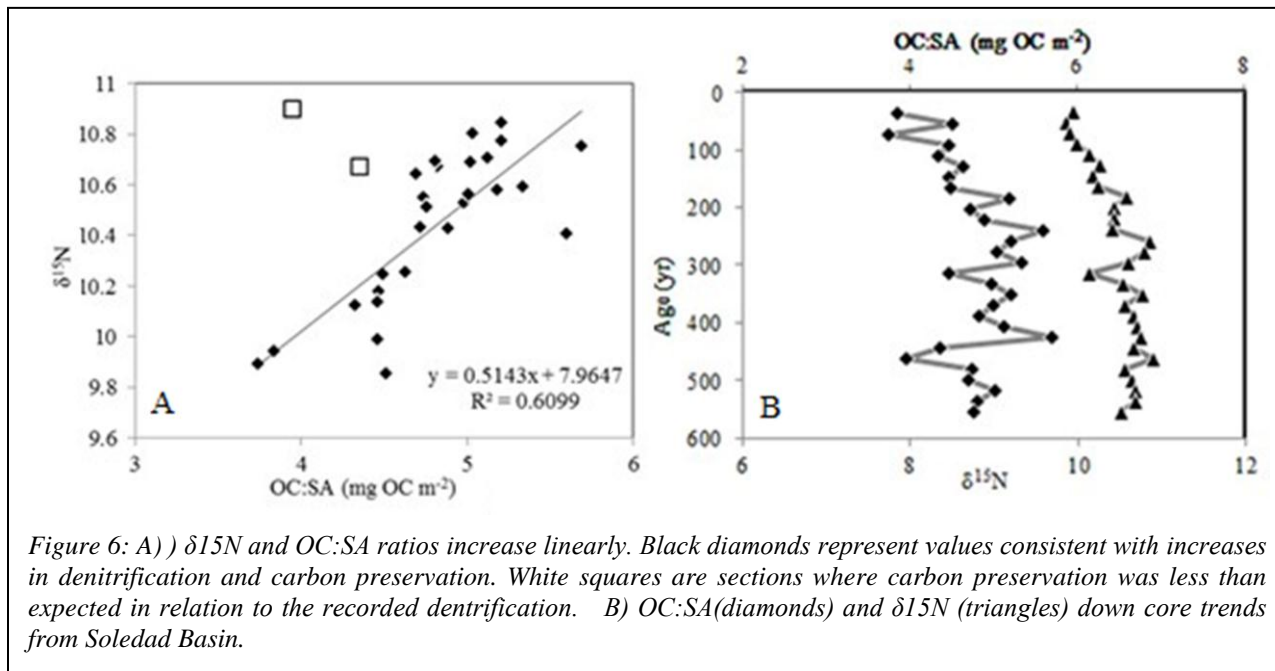 11
10.8
10.6
10.4
10.2
10
9.8
9.6
δ¹⁵N
A
y = 0.5143x + 7.9647
R² = 0.6099
3 4 5 6
OC:SA (mg OC m⁻²)
OC:SA (mg OC m⁻²)
2 4 6 8
0
100
200
300
400
500
600
Age (yr)
B
6 8 10 12
δ¹⁵N
Figure 6: A) ) δ15N and OC:SA ratios increase linearly. Black diamonds represent values consistent with increases
in denitrification and carbon preservation. White squares are sections where carbon preservation was less than
expected in relation to the recorded dentrification. B) OC:SA(diamonds) and δ15N (triangles) down core trends
from Soledad Basin.